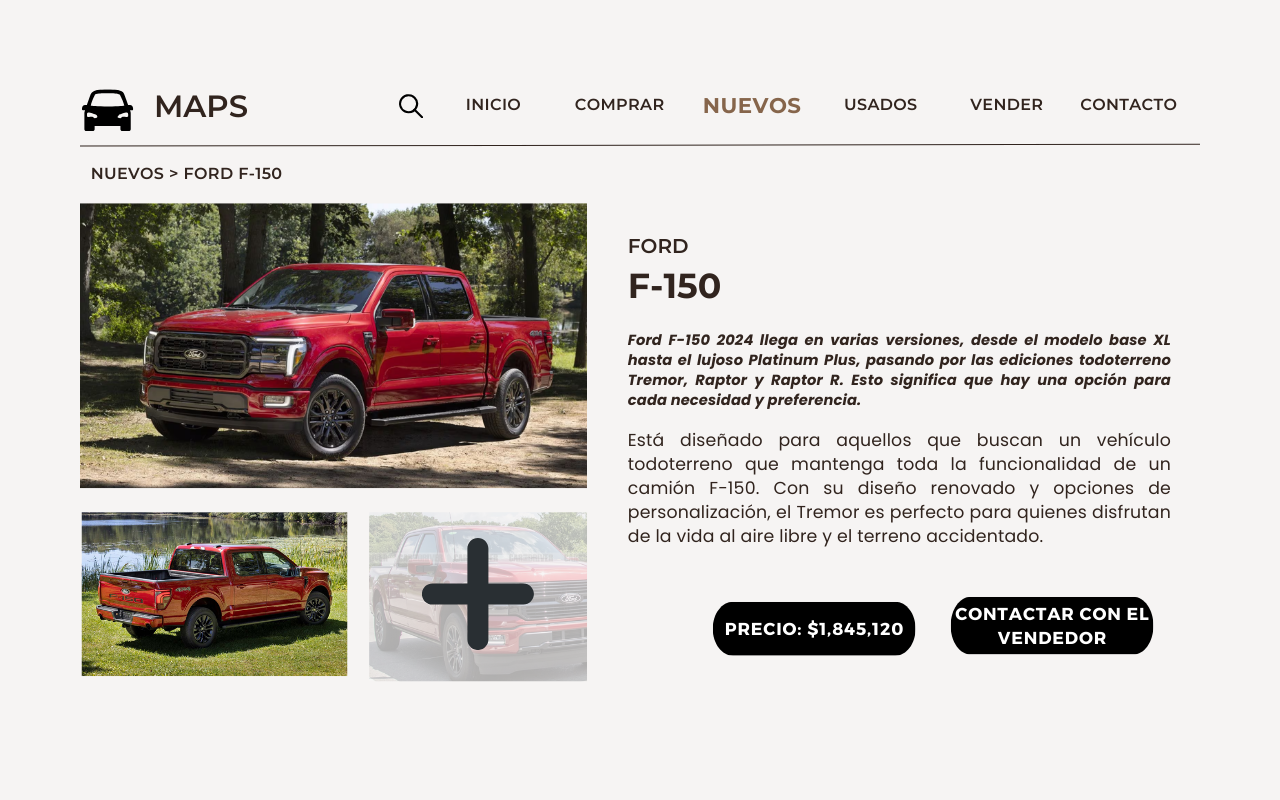 MAPS
INICIO
COMPRAR
NUEVOS
USADOS
VENDER
CONTACTO
NUEVOS > FORD F-150
Ford
FORD
F-150
Ford F-150 2024 llega en varias versiones, desde el modelo base XL
hasta el lujoso Platinum Plus, pasando por las ediciones todoterreno
Tremor, Raptor y Raptor R. Esto significa que hay una opción para
cada necesidad y preferencia.
Está diseñado para aquellos que buscan un vehículo
todoterreno que mantenga toda la funcionalidad de un
camión F-150. Con su diseño renovado y opciones de
personalización, el Tremor es perfecto para quienes disfrutan
de la vida al aire libre y el terreno accidentado.
PRECIO: $1,845,120
CONTACTAR CON EL
VENDEDOR